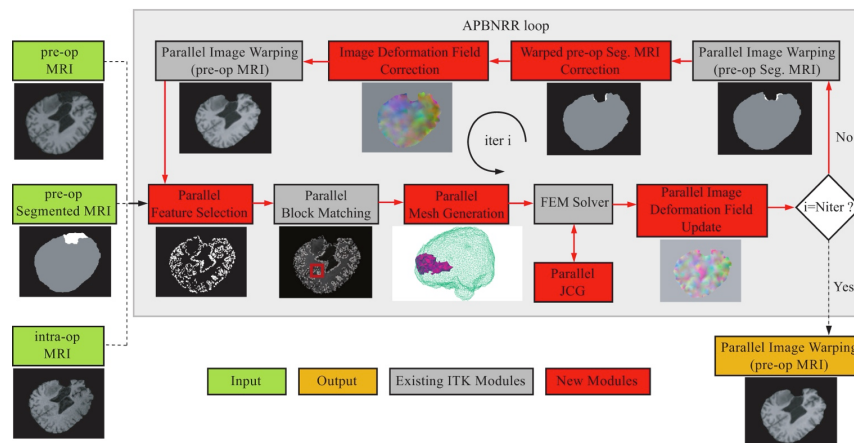 APBNRR loop
pre-op
MRI
Parallel Image Warping
(pre-op MRI)
Image Deformation Field
Correction
Warped pre-op Seg. MRI
Correction
Parallel Image Warping
(pre-op Seg. MRI)
iter i
No
pre-op
Segmented MRI
Parallel
Feature Selection
Parallel
Block Matching
Parallel
Mesh Generation
FEM Solver
Parallel Image
Deformation Field
Update
i=Niter ?
Parallel
JCG
Yes
intra-op
MRI
Parallel Image Warping
(pre-op MRI)
Input
Output
Existing ITK Modules
New Modules